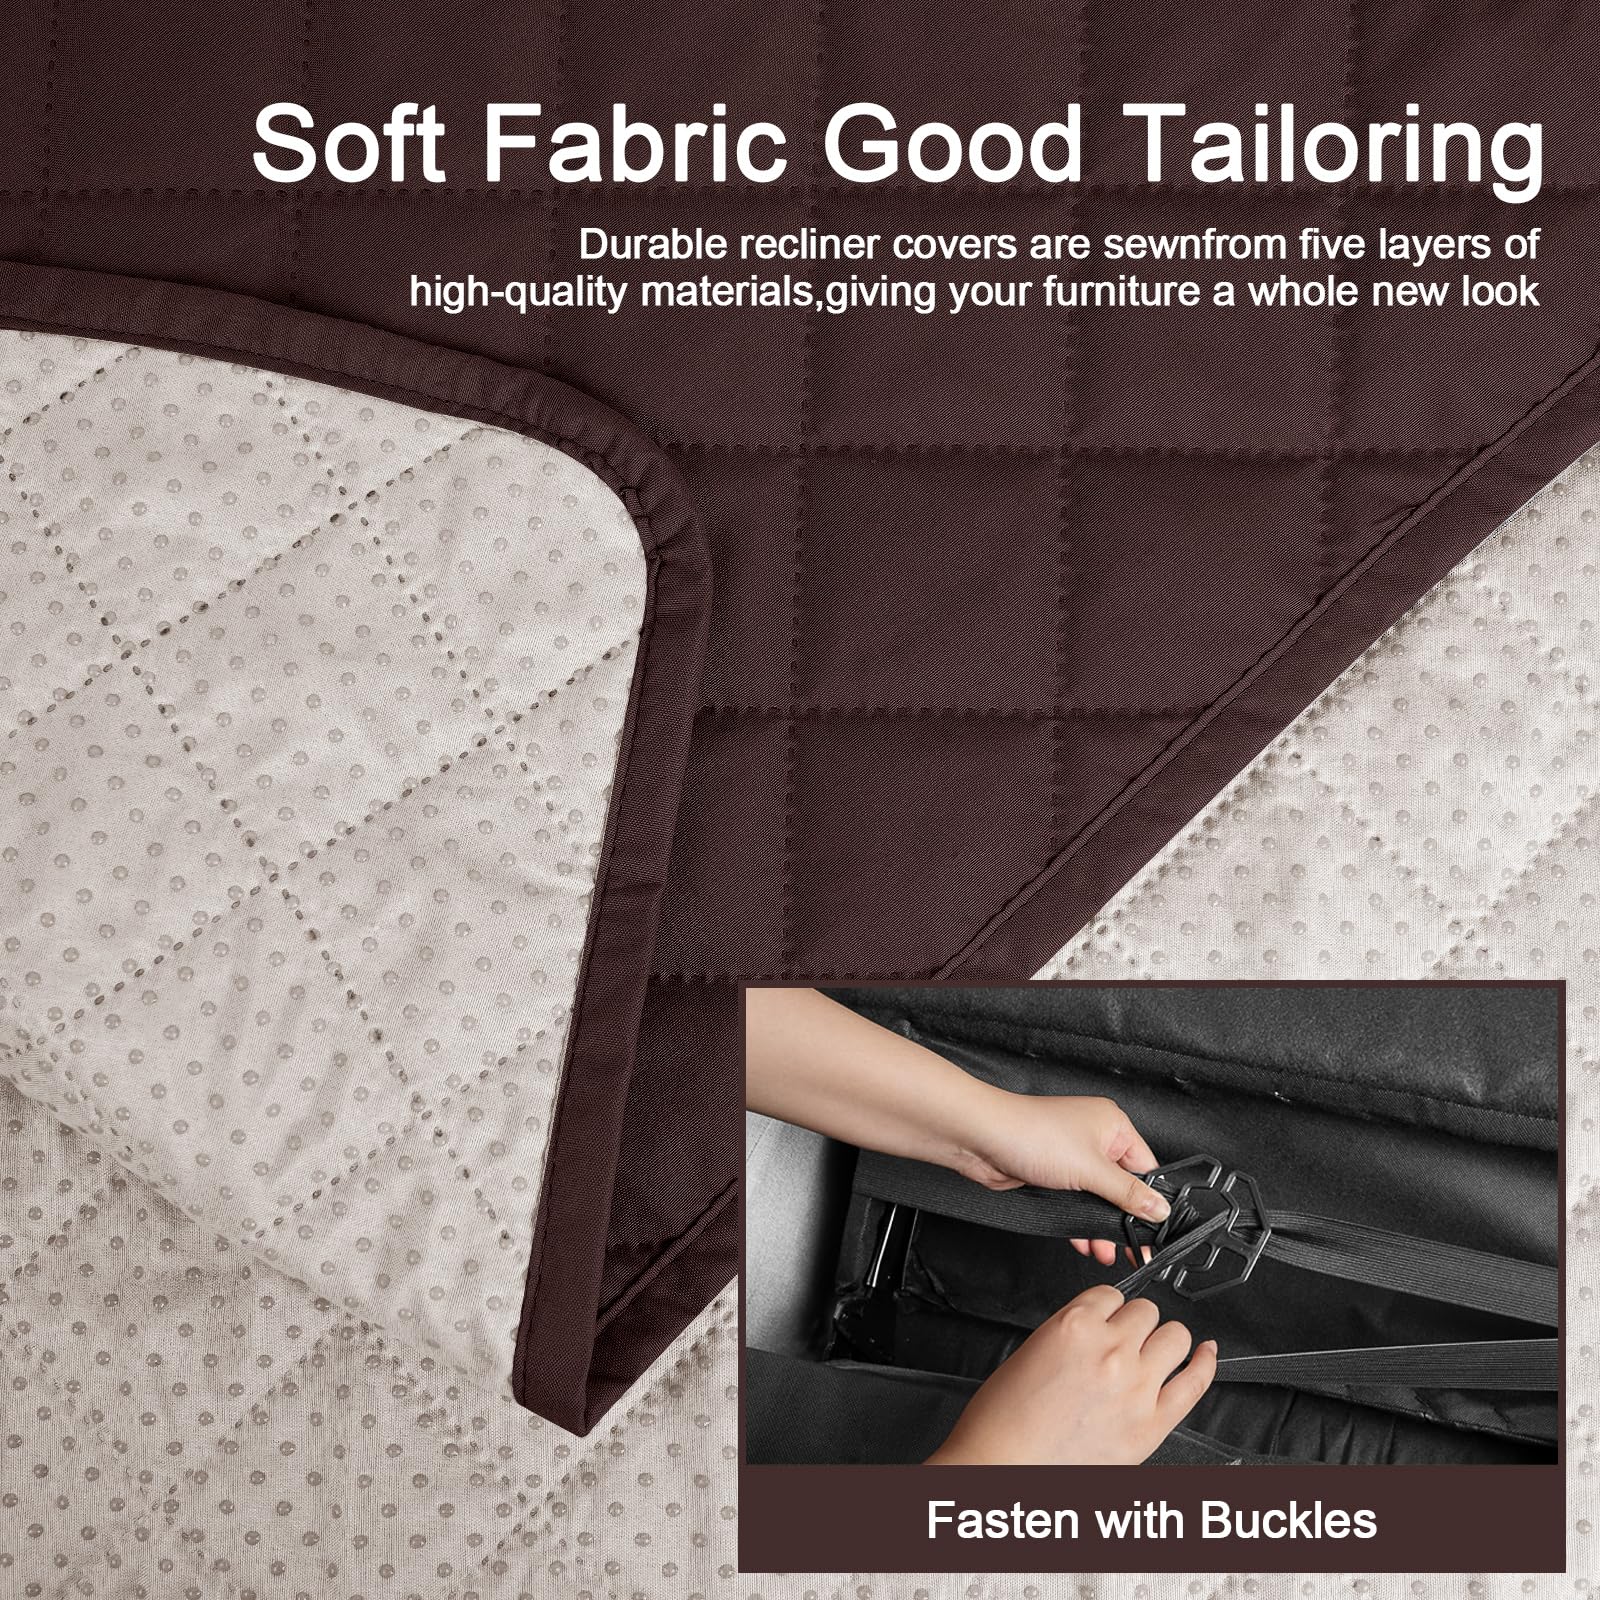 Soft Fabric Good Tailoring
Durable recliner covers are sewnfrom five layers of
high-quality materials,giving your furniture a whole new look
Fasten with Buckles